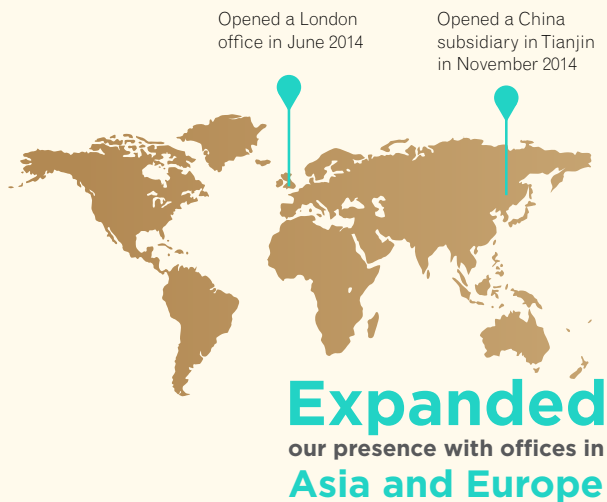 Opened a London
office in June 2014
Opened a China
subsidiary in Tianjin
in November 2014
Expanded
our presence with offices in
Asia and Europe